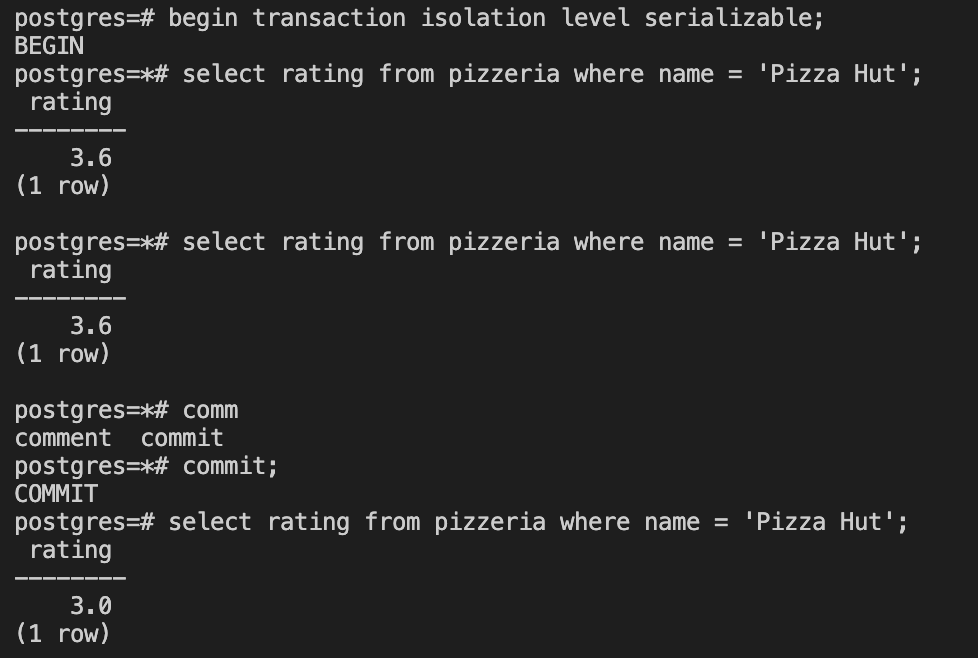 postgres=# begin transaction isolation level serializable;
BEGIN
postgres=*# select rating from pizzeria where name = 'Pizza Hut';
 rating
--------
    3.6
(1 row)

postgres=*# select rating from pizzeria where name = 'Pizza Hut';
 rating
--------
    3.6
(1 row)

postgres=*# comm
comment  commit
postgres=*# commit;
COMMIT
postgres=# select rating from pizzeria where name = 'Pizza Hut';
 rating
--------
    3.0
(1 row)